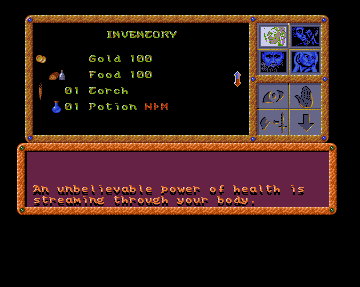 INVENTORY
Gold 100
Food 100
01 Torch
01 Potion NPM
An unbelievable power of health is
streaming through your body.